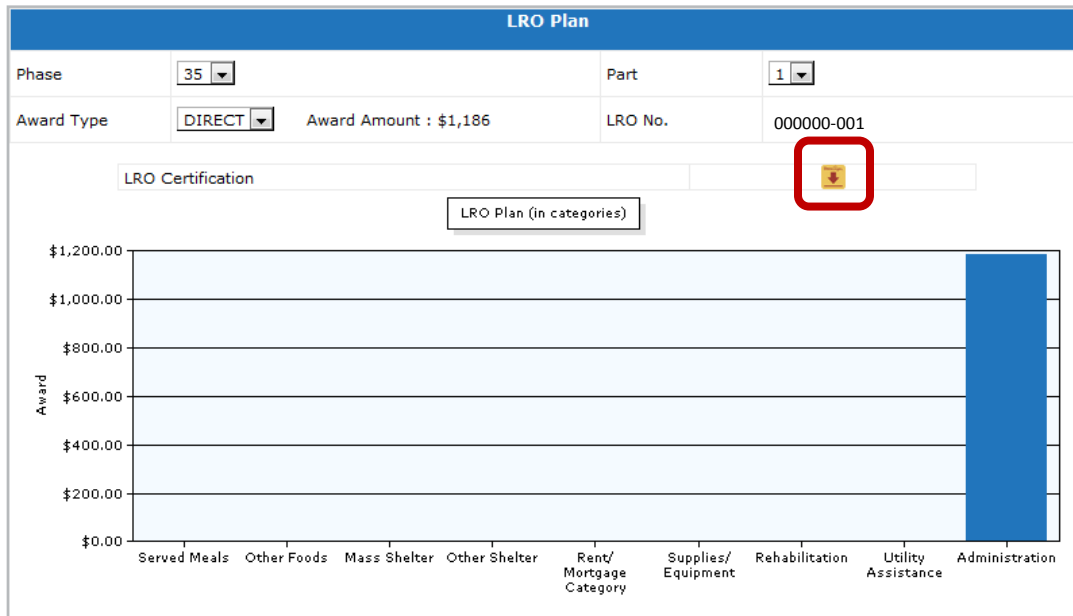 LRO Plan
Phase 35 Part 1
Award Type DIRECT Award Amount : $1,186 LRO No. 000000-001
LRO Certification
LRO Plan (in categories)
$1,200.00
$1,000.00
$800.00
$600.00
$400.00
$200.00
$0.00
Award
Served Meals
Other Foods
Mass Shelter
Other Shelter
Rent/
Mortgage
Category
Supplies/
Equipment
Rehabilitation
Utility
Assistance
Administration